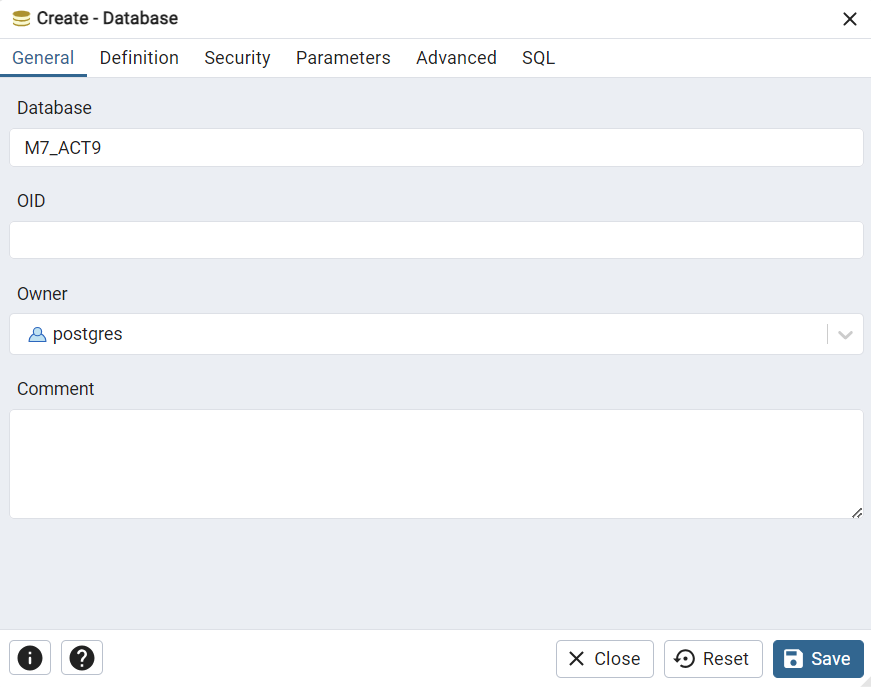 Create - Database
General Definition Security Parameters Advanced SQL
Database
M7_ACT9
OID
Owner
postgres
Comment
Close Reset Save